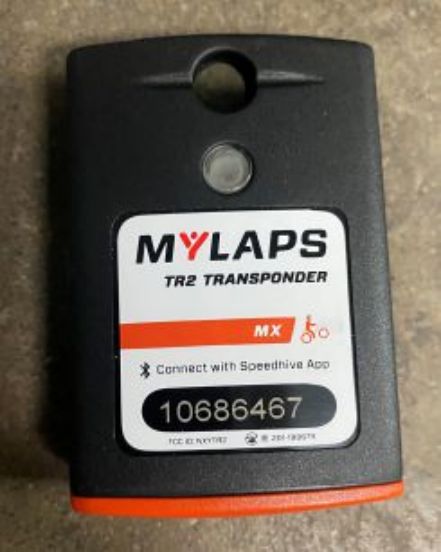 MYLAPS
TR2 TRANSPONDER
MX
Connect with Speedhive App
10686467
FCC ID: NXYTR2